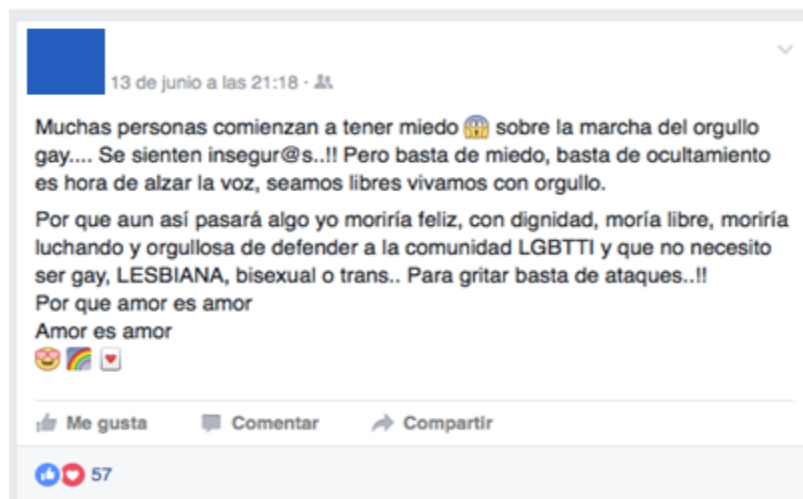 13 de junio a las 21:18 ·
Muchas personas comienzan a tener miedo 😱 sobre la marcha del orgullo
gay.... Se sienten insegur@s..!! Pero basta de miedo, basta de ocultamiento
es hora de alzar la voz, seamos libres vivamos con orgullo.
Por que aun así pasará algo yo moriría feliz, con dignidad, moría libre, moriría
luchando y orgullosa de defender a la comunidad LGBTTI y que no necesito
ser gay, LESBIANA, bisexual o trans.. Para gritar basta de ataques..!!
Por que amor es amor
Amor es amor
😍🌈💌
Me gusta Comentar Compartir
57